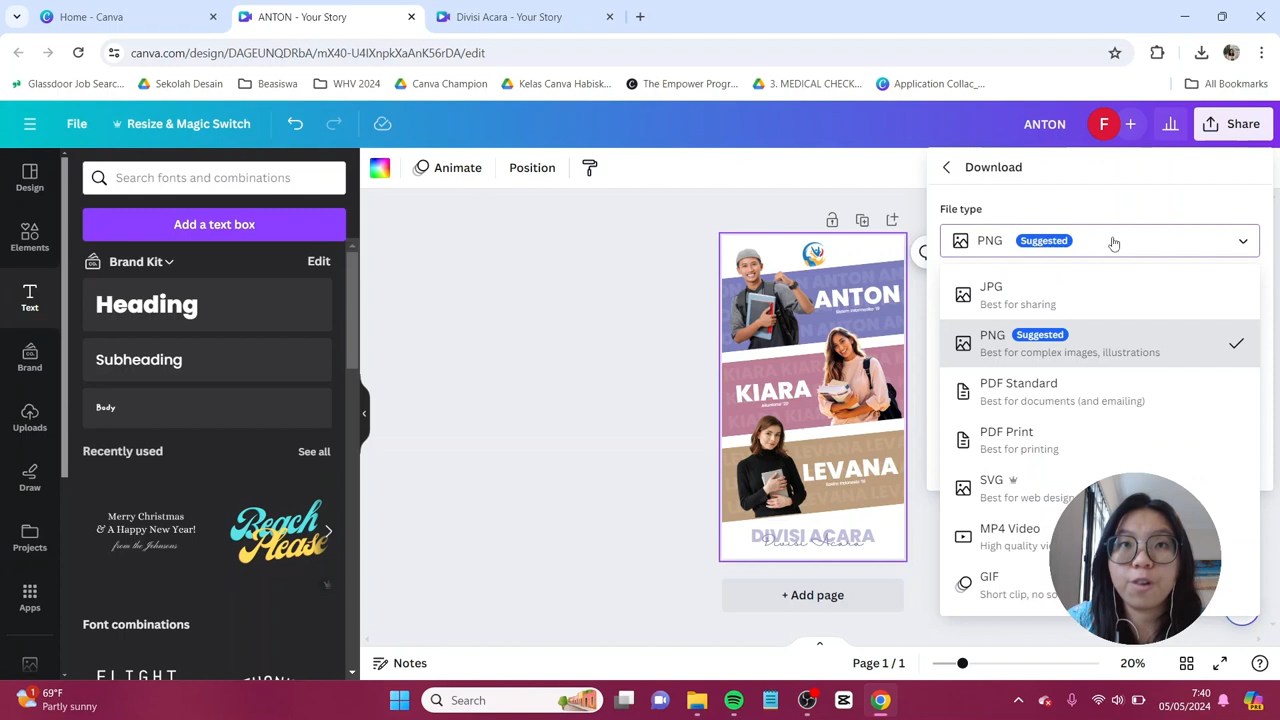 Home - Canva
ANTON - Your Story
Divisi Acara - Your Story
canva.com/design/DAGEUNQDRbA/mX40-U4IXnpkXaAnK56rDA/edit
Glassdoor Job Sear...
Sekolah Desain
Beasiswa
WHV 2024
Canva Champion
Kelas Canva Habisk...
The Empower Progr...
3. MEDICAL CHECK...
Application Collac_...
All Bookmarks
File
Resize & Magic Switch
ANTON
F
Share
Design
Elements
Text
Brand
Uploads
Draw
Projects
Apps
Search fonts and combinations
Add a text box
Brand Kit
Edit
Heading
Subheading
Body
Recently used
See all
Merry Christmas
& A Happy New Year
from the Johnsons
Beach
Please
Font combinations
FLIGHT
Animate
Position
ANTON
KIARA
LEVANA
DIVISI ACARA
Divisi Acara
+ Add page
Download
File type
PNG Suggested
JPG
Best for sharing
PNG Suggested
Best for complex images, illustrations
PDF Standard
Best for documents (and emailing)
PDF Print
Best for printing
SVG
Best for web design
MP4 Video
High quality
GIF
Short clip, no
Notes
Page 1 / 1
20%
1
69°F
Partly sunny
Search
7:40
05/05/2024